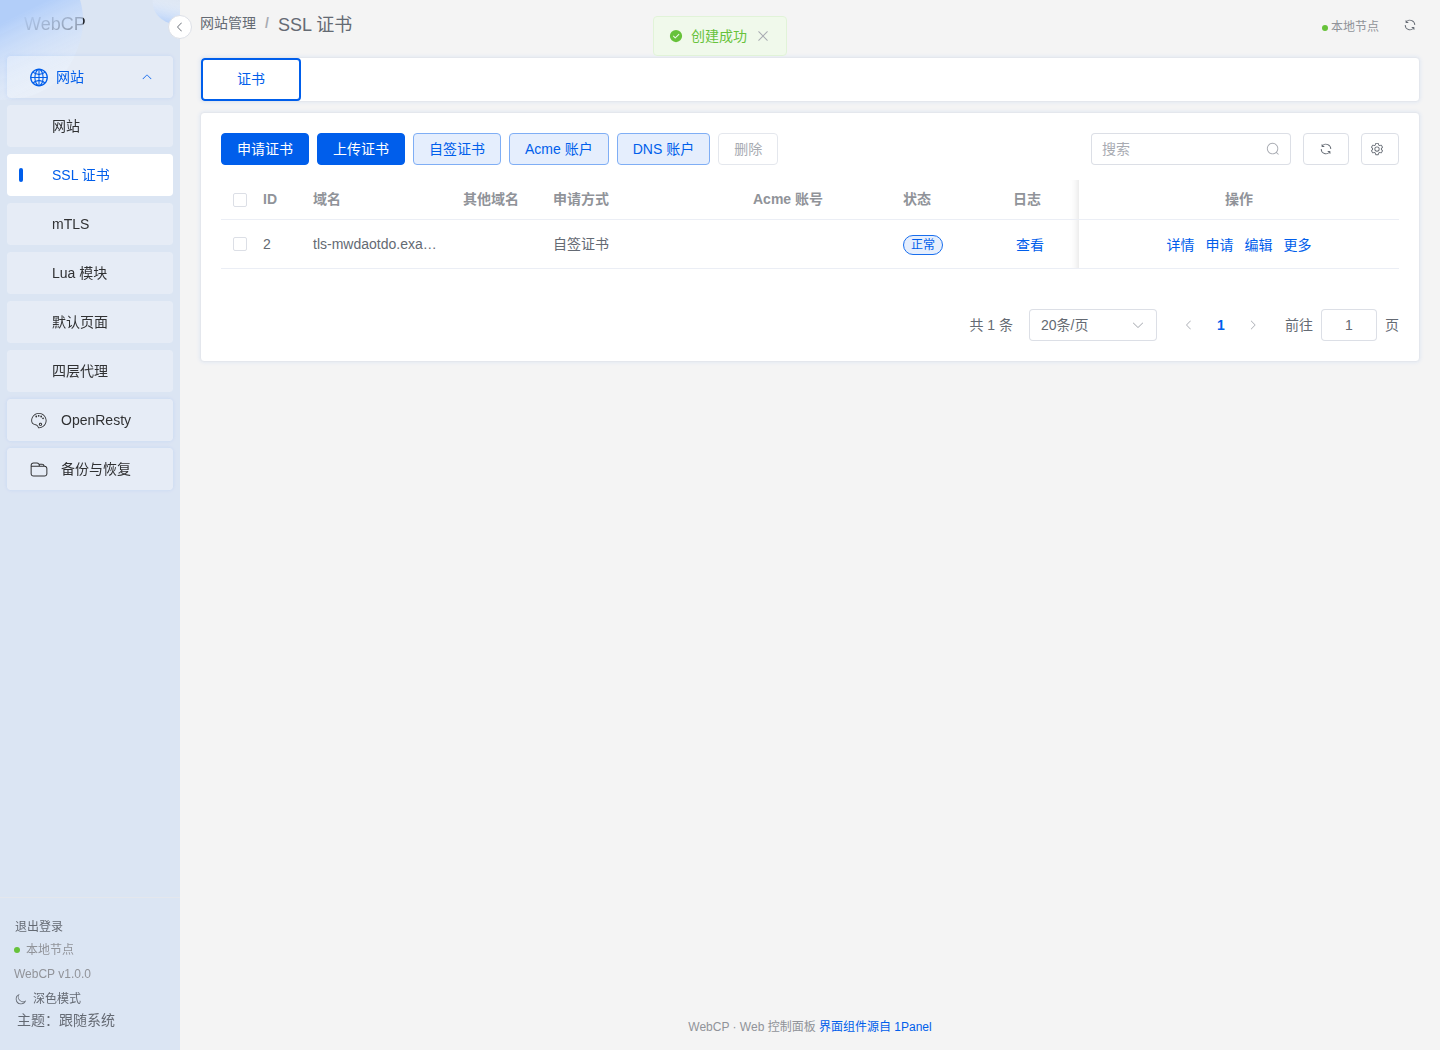 WebCP
网站管理 / SSL 证书
创建成功
本地节点
网站
网站
SSL 证书
mTLS
Lua 模块
默认页面
四层代理
OpenResty
备份与恢复
证书
申请证书 上传证书 自签证书 Acme 账户 DNS 账户 删除 搜索
ID 域名 其他域名 申请方式 Acme 账号 状态 日志 操作
2 tls-mwdaotdo.exa… 自签证书 正常 查看 详情 申请 编辑 更多
共 1 条 20条/页 1 前往 1 页
退出登录
本地节点
WebCP v1.0.0
深色模式
主题：跟随系统
WebCP · Web 控制面板 界面组件源自 1Panel